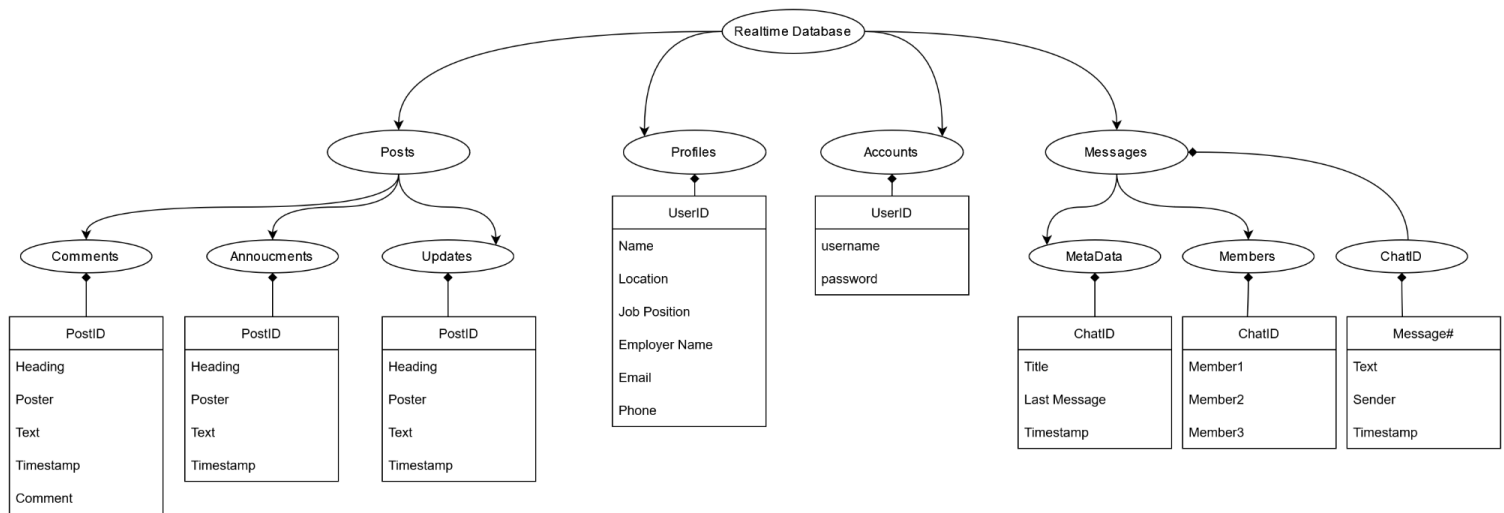 Realtime Database
Posts
Profiles
Accounts
Messages
Comments
Annoucments
Updates
MetaData
Members
ChatID
PostID
Heading
Poster
Text
Timestamp
Comment
PostID
Heading
Poster
Text
Timestamp
PostID
Heading
Poster
Text
Timestamp
UserID
Name
Location
Job Position
Employer Name
Email
Phone
UserID
username
password
ChatID
Title
Last Message
Timestamp
ChatID
Member1
Member2
Member3
Message#
Text
Sender
Timestamp